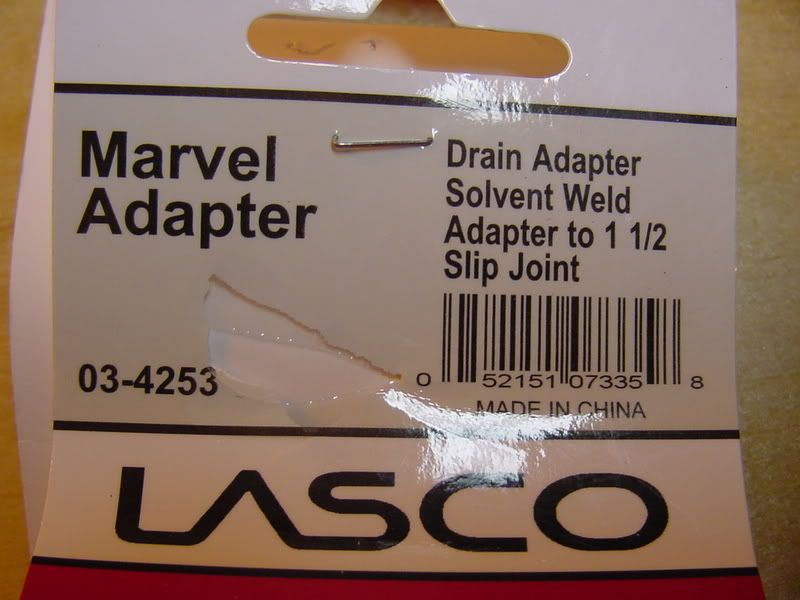 Marvel
Adapter
03-4253
Drain Adapter
Solvent Weld
Adapter to 1 1/2
Slip Joint
0 52151 07335 8
MADE IN CHINA
LASCO